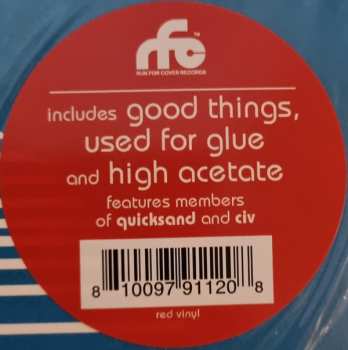 rfc™
RUN FOR COVER RECORDS
includes good things,
used for glue
and high acetate
features members
of quicksand and civ
8 10097 91120 8
red vinyl